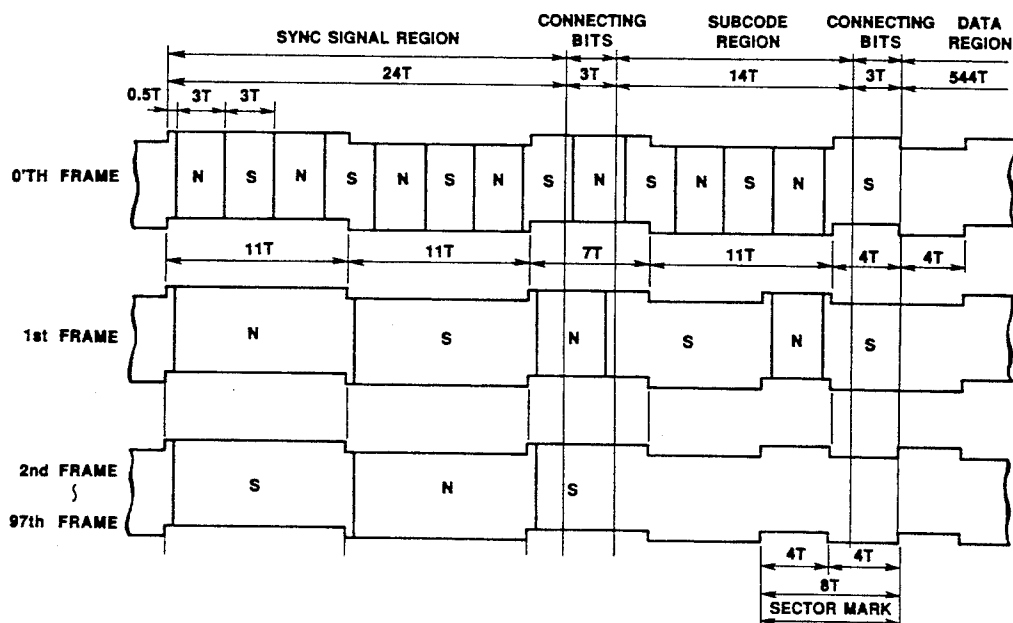 SYNC SIGNAL REGION
CONNECTING
BITS
SUBCODE
REGION
CONNECTING
BITS
DATA
REGION
24T
3T
14T
3T
544T
0.5T
3T
3T
0'TH FRAME
N
S
N
S
N
S
N
S
N
S
N
S
N
S
11T
11T
7T
11T
4T
4T
1st FRAME
N
S
N
S
N
S
2nd FRAME
97th FRAME
S
N
S
4T
4T
8T
SECTOR MARK